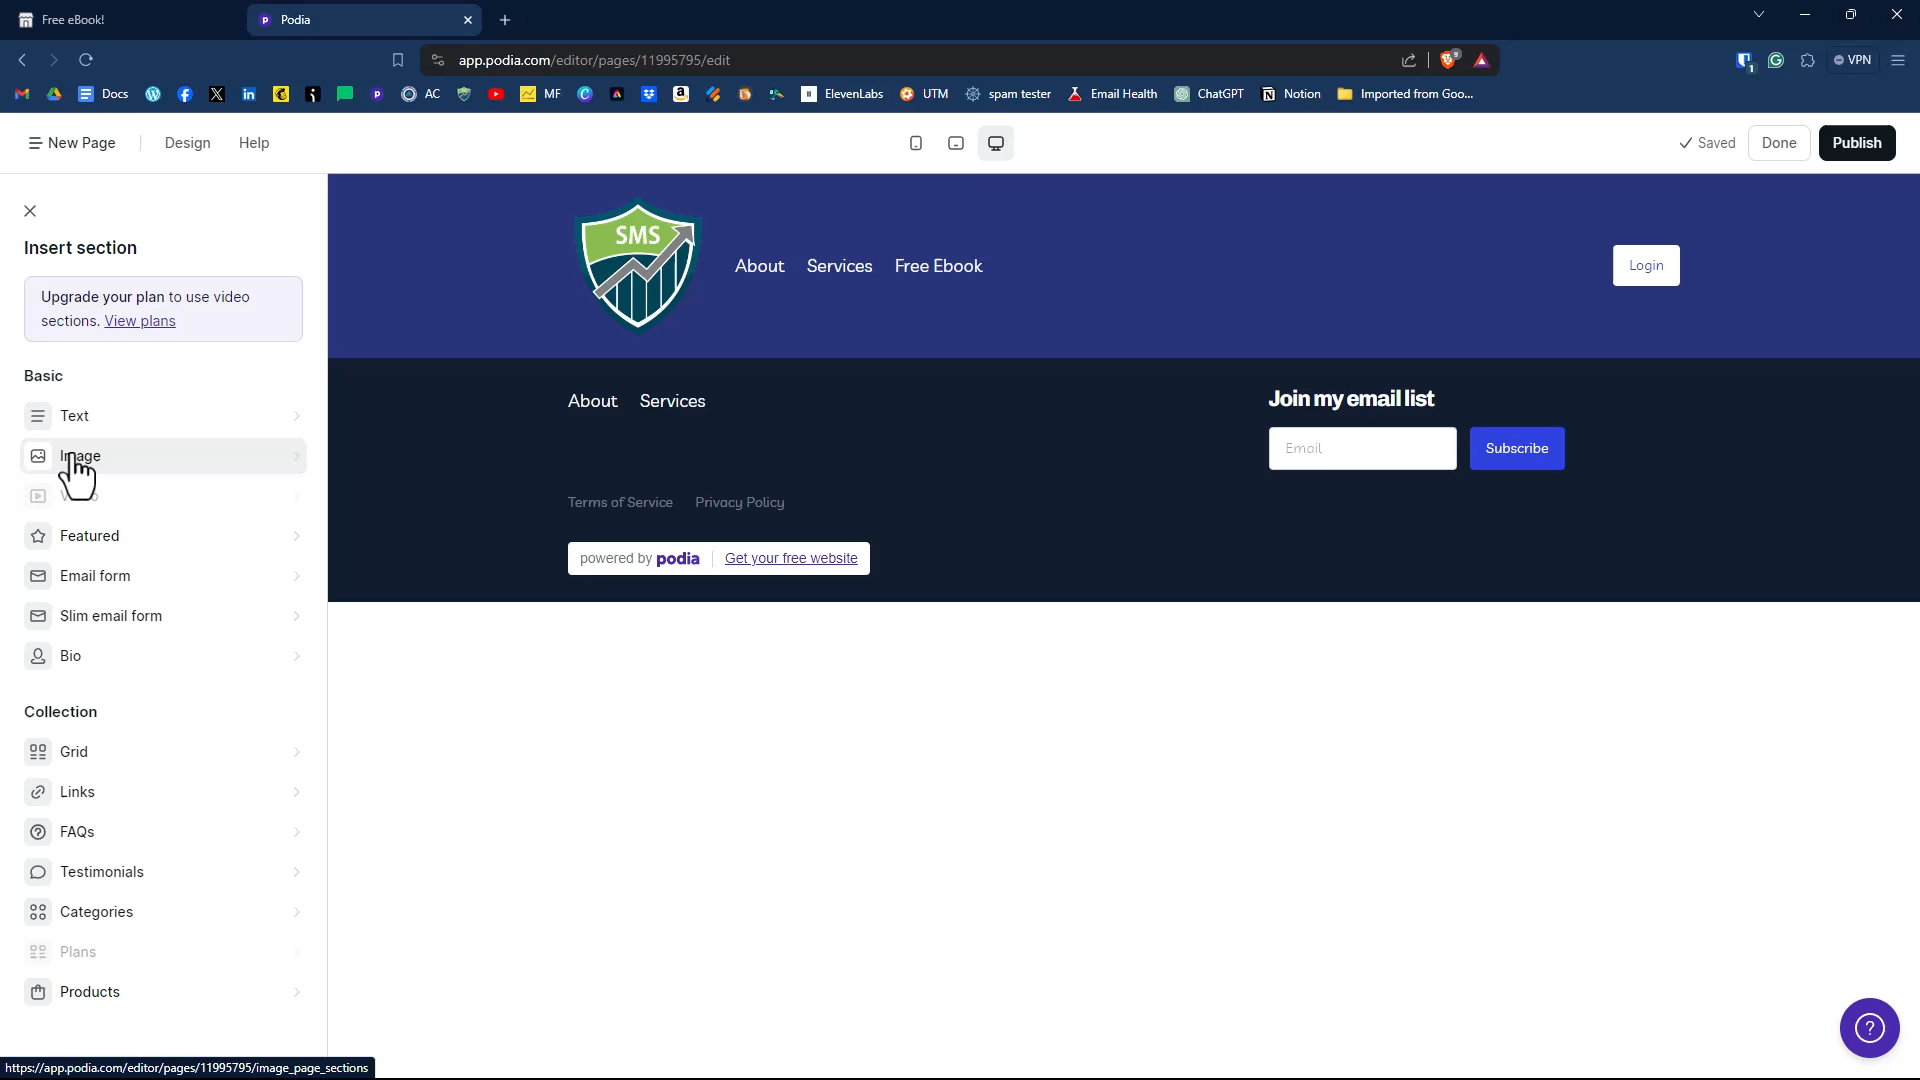 Free eBook!
Podia
app.podia.com/editor/pages/11995795/edit
VPN
Docs
AC
MF
ElevenLabs
UTM
spam tester
Email Health
ChatGPT
Notion
Imported from Goo...
New Page
Design
Help
Saved
Done
Publish
Insert section
Upgrade your plan to use video
sections. View plans
Basic
Text
Image
Featured
Email form
Slim email form
Bio
Collection
Grid
Links
FAQs
Testimonials
Categories
Plans
Products
SMS
About
Services
Free Ebook
Login
About
Services
Join my email list
Email
Subscribe
Terms of Service
Privacy Policy
powered by podia
Get your free website
https://app.podia.com/editor/pages/11995795/image_page_sections